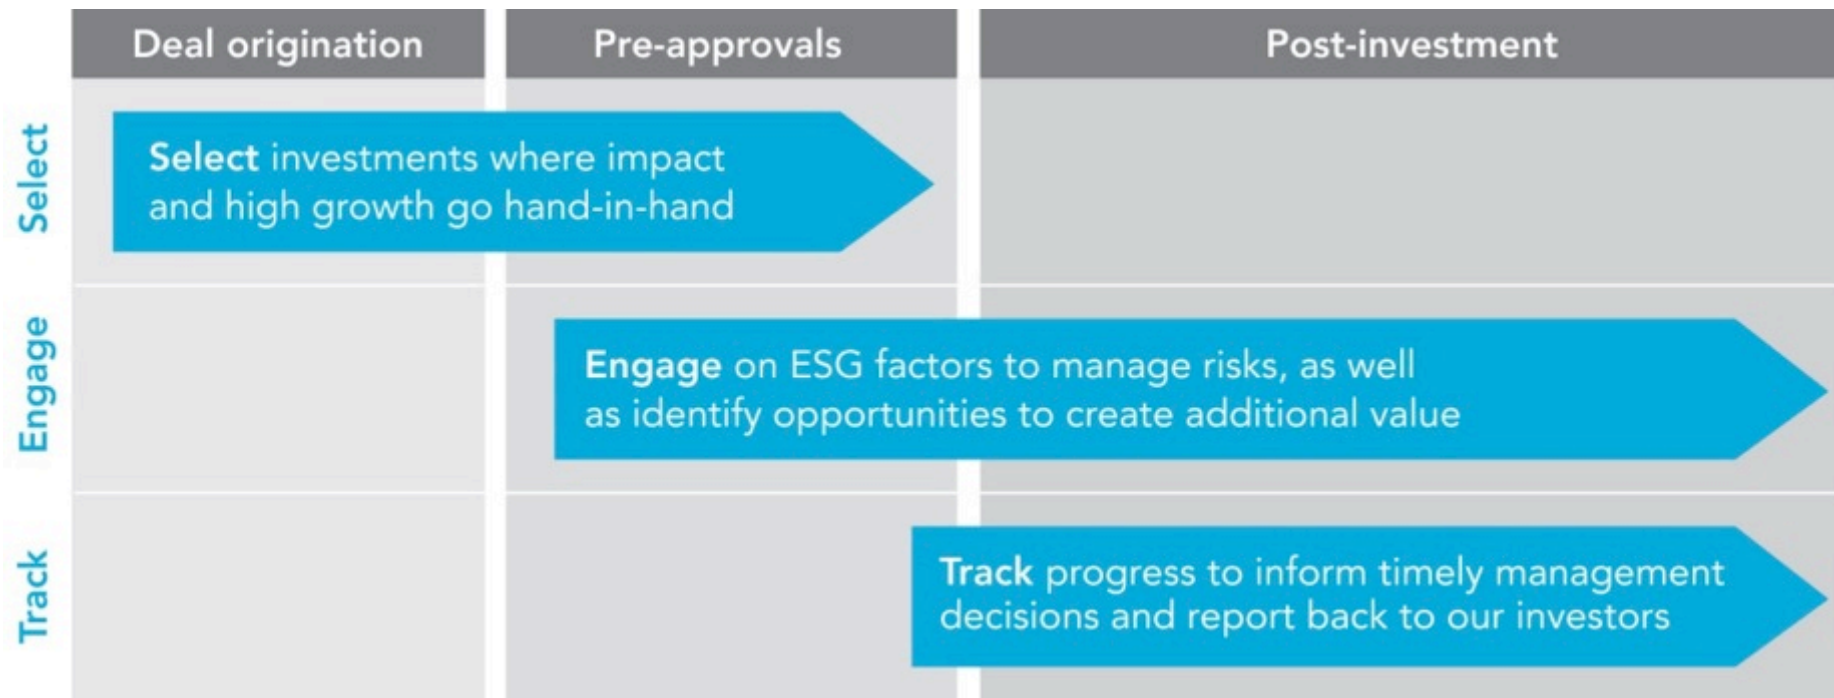 Deal origination
Pre-approvals
Post-investment
Select
Select investments where impact
and high growth go hand-in-hand
Engage
Engage on ESG factors to manage risks, as well
as identify opportunities to create additional value
Track
Track progress to inform timely management
decisions and report back to our investors